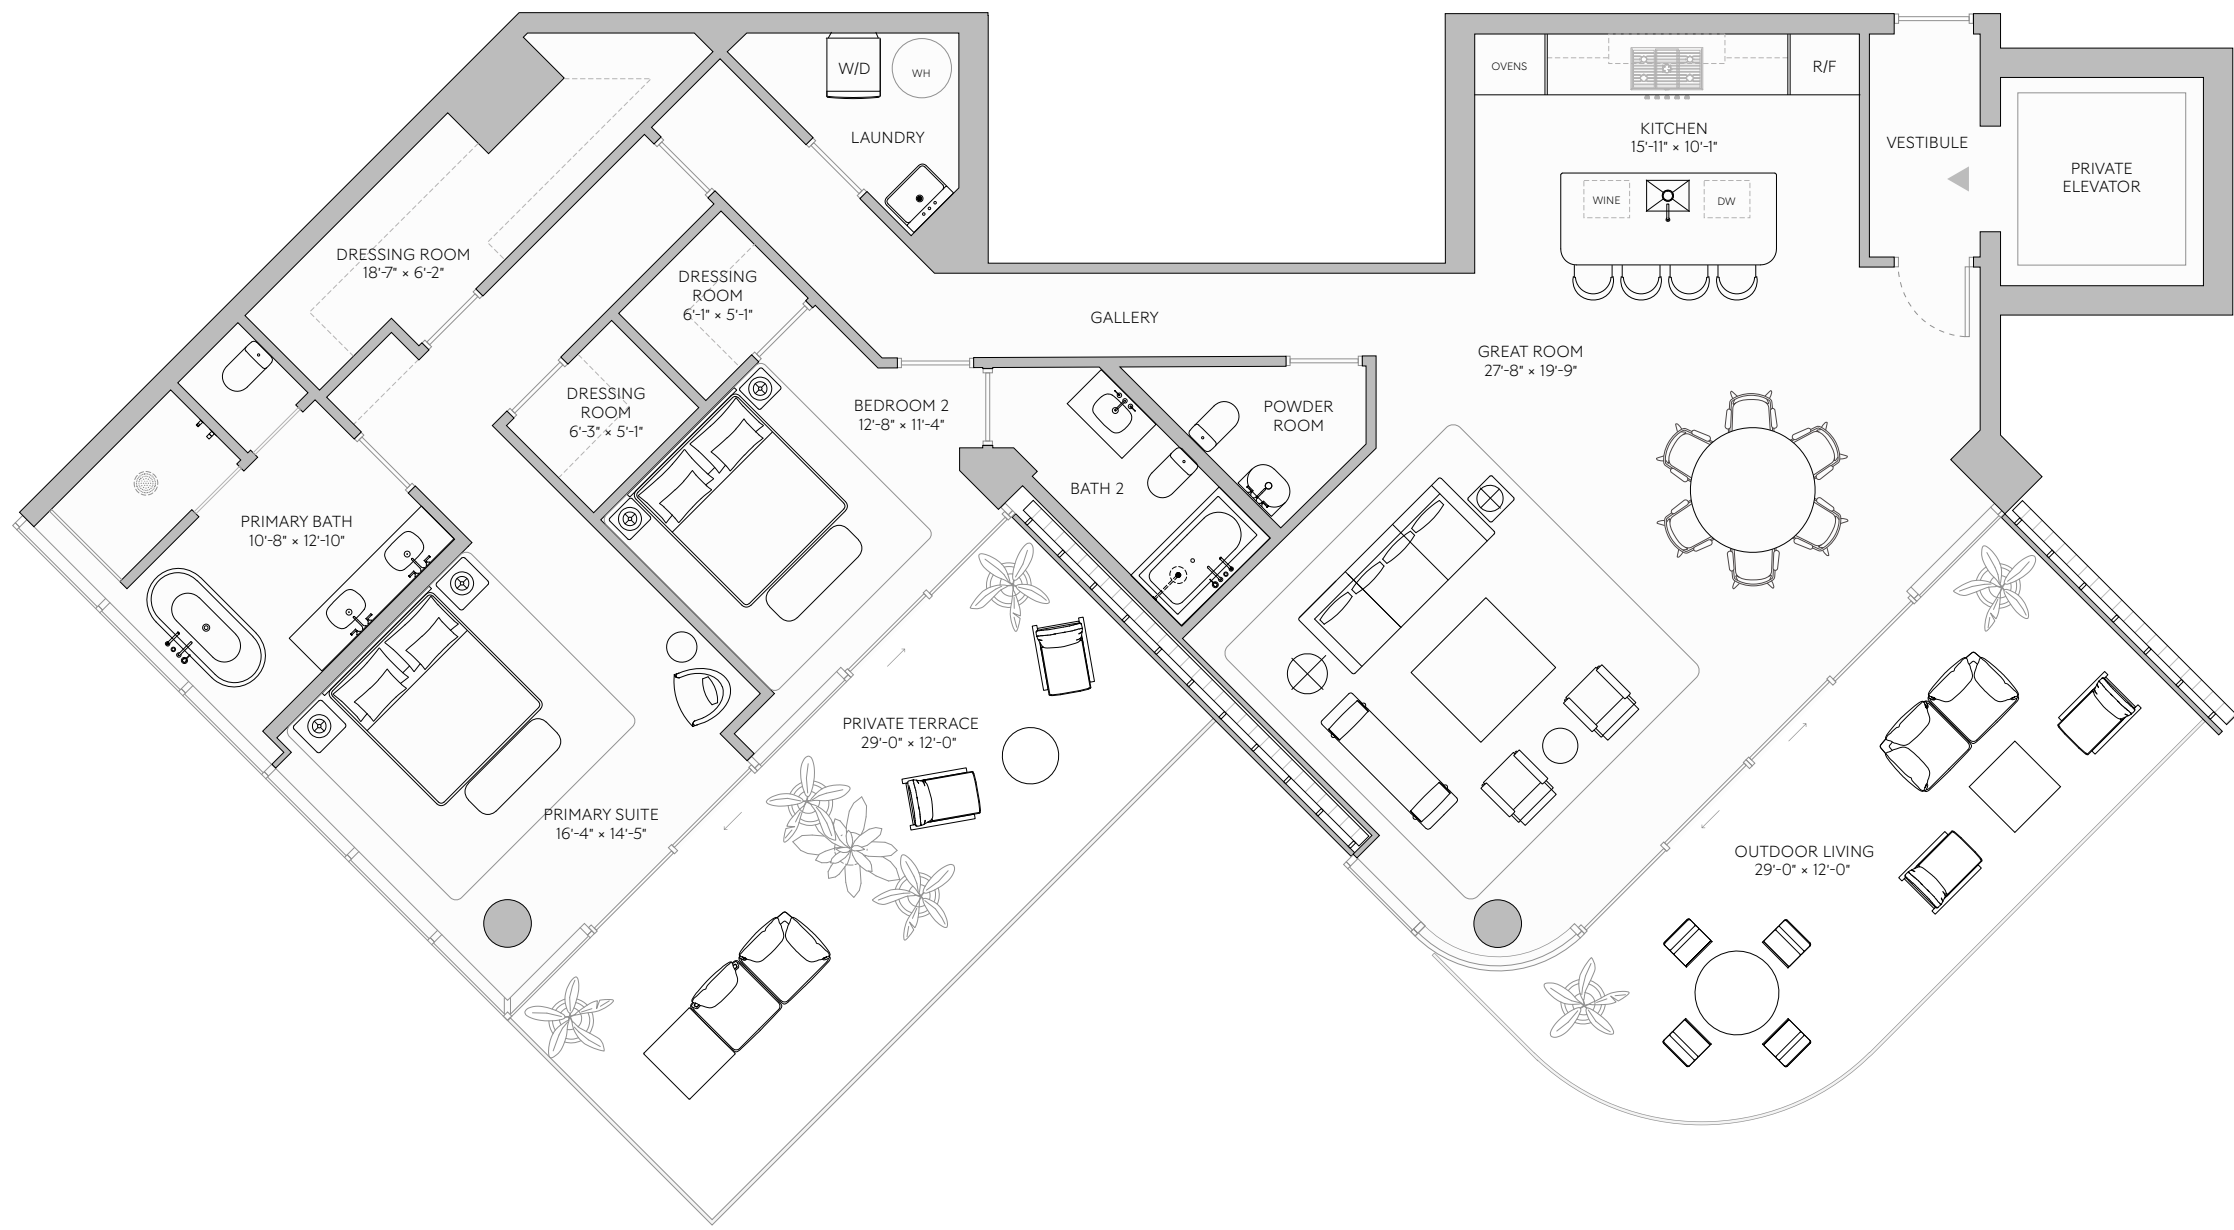 W/D
WH
LAUNDRY
OVENS
R/F
KITCHEN
15'-11" × 10'-1"
WINE
DW
VESTIBULE
PRIVATE
ELEVATOR
DRESSING ROOM
18'-7" × 6'-2"
DRESSING
ROOM
6'-1" × 5'-1"
GALLERY
GREAT ROOM
27'-8" × 19'-9"
DRESSING
ROOM
6'-3" × 5'-1"
BEDROOM 2
12'-8" × 11'-4"
POWDER
ROOM
BATH 2
PRIMARY BATH
10'-8" × 12'-10"
PRIVATE TERRACE
29'-0" × 12'-0"
PRIMARY SUITE
16'-4" × 14'-5"
OUTDOOR LIVING
29'-0" × 12'-0"